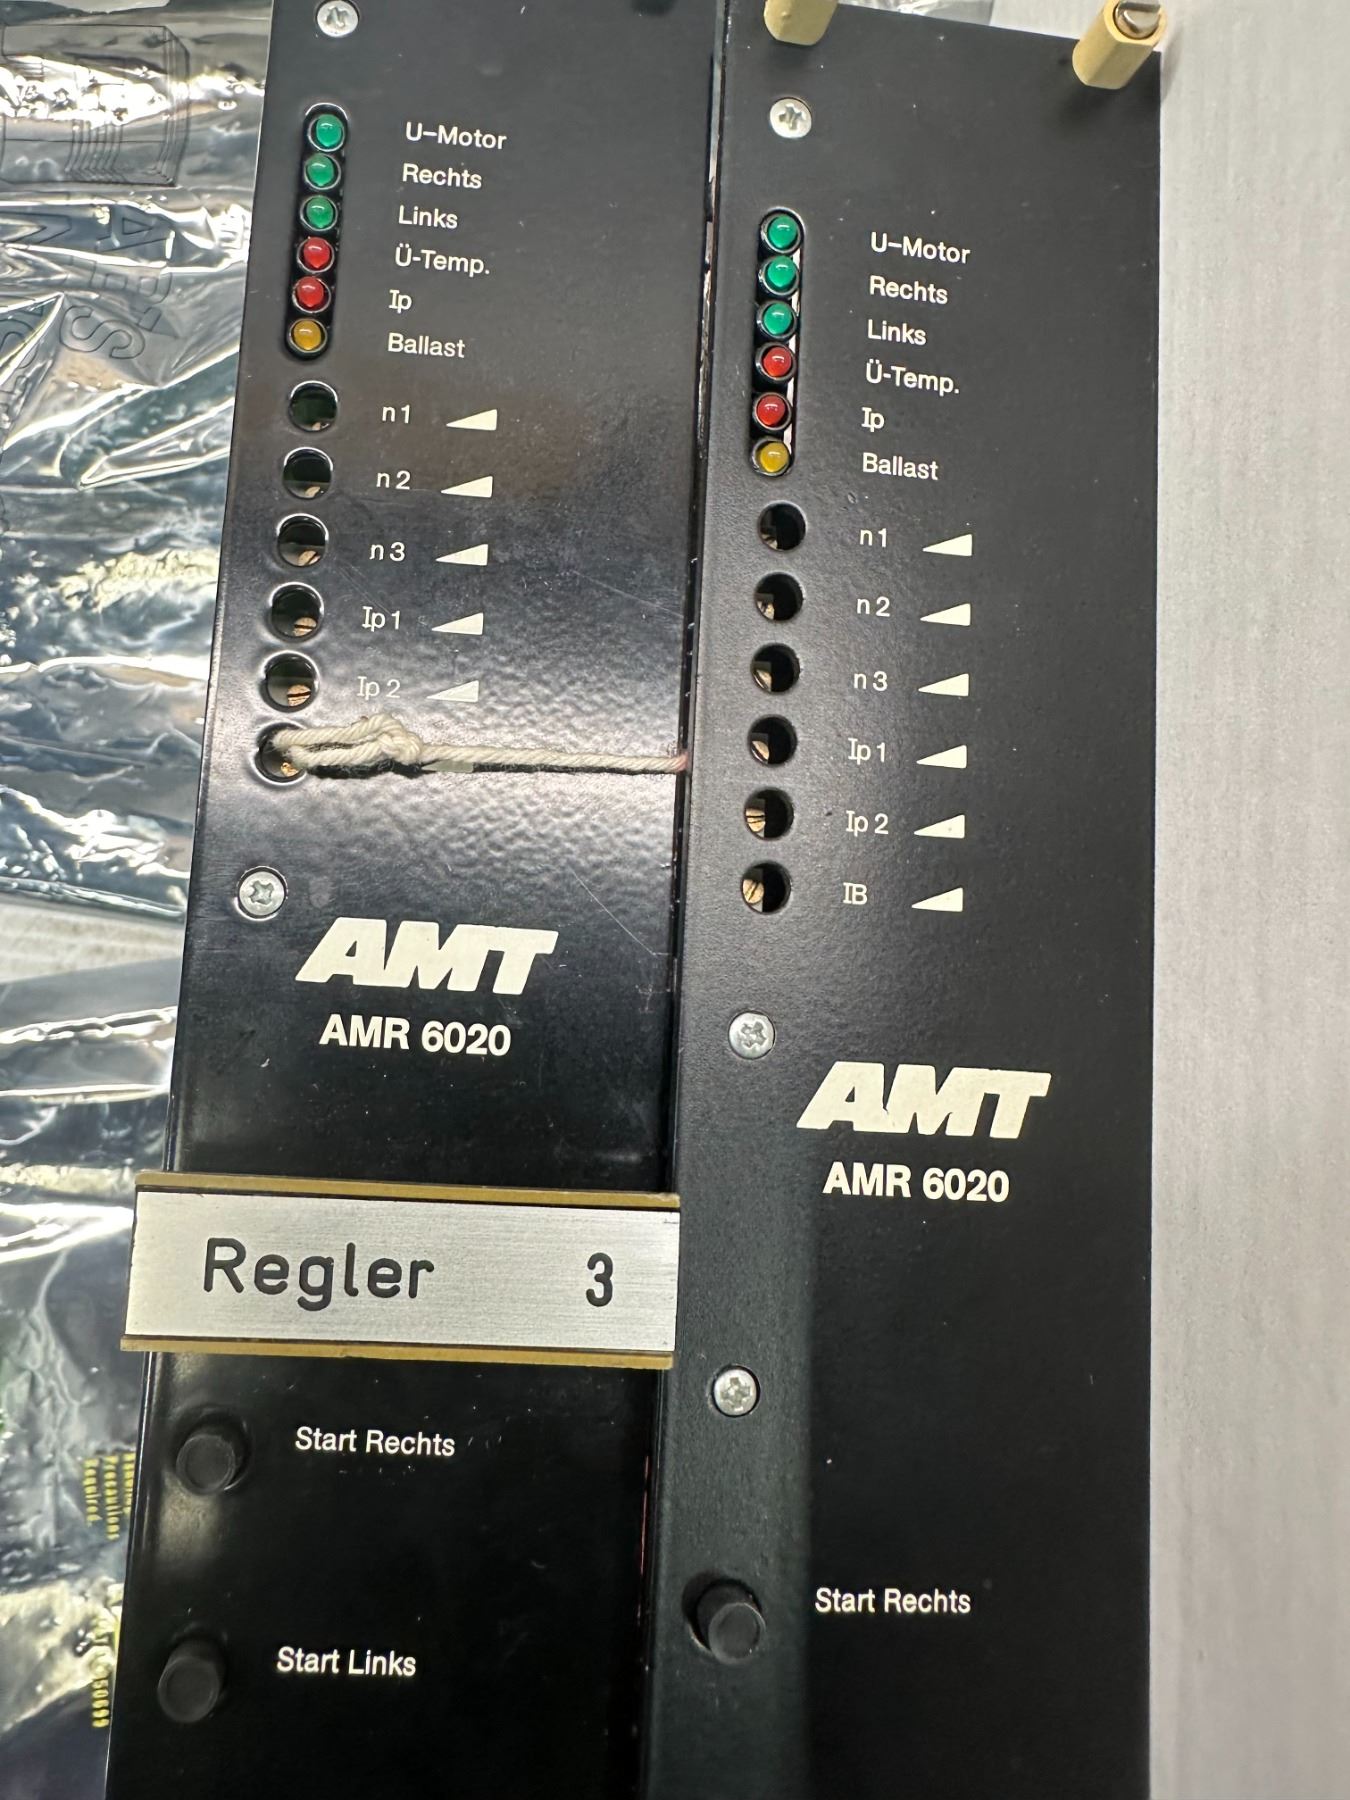 U-Motor
Rechts
Links
Ü-Temp.
Ip
Ballast
n1
n2
n3
Ip1
Ip2
AMT
AMR 6020
Regler 3
Start Rechts
Start Links
U-Motor
Rechts
Links
Ü-Temp.
Ip
Ballast
n1
n2
n3
Ip1
Ip2
IB
AMT
AMR 6020
Start Rechts